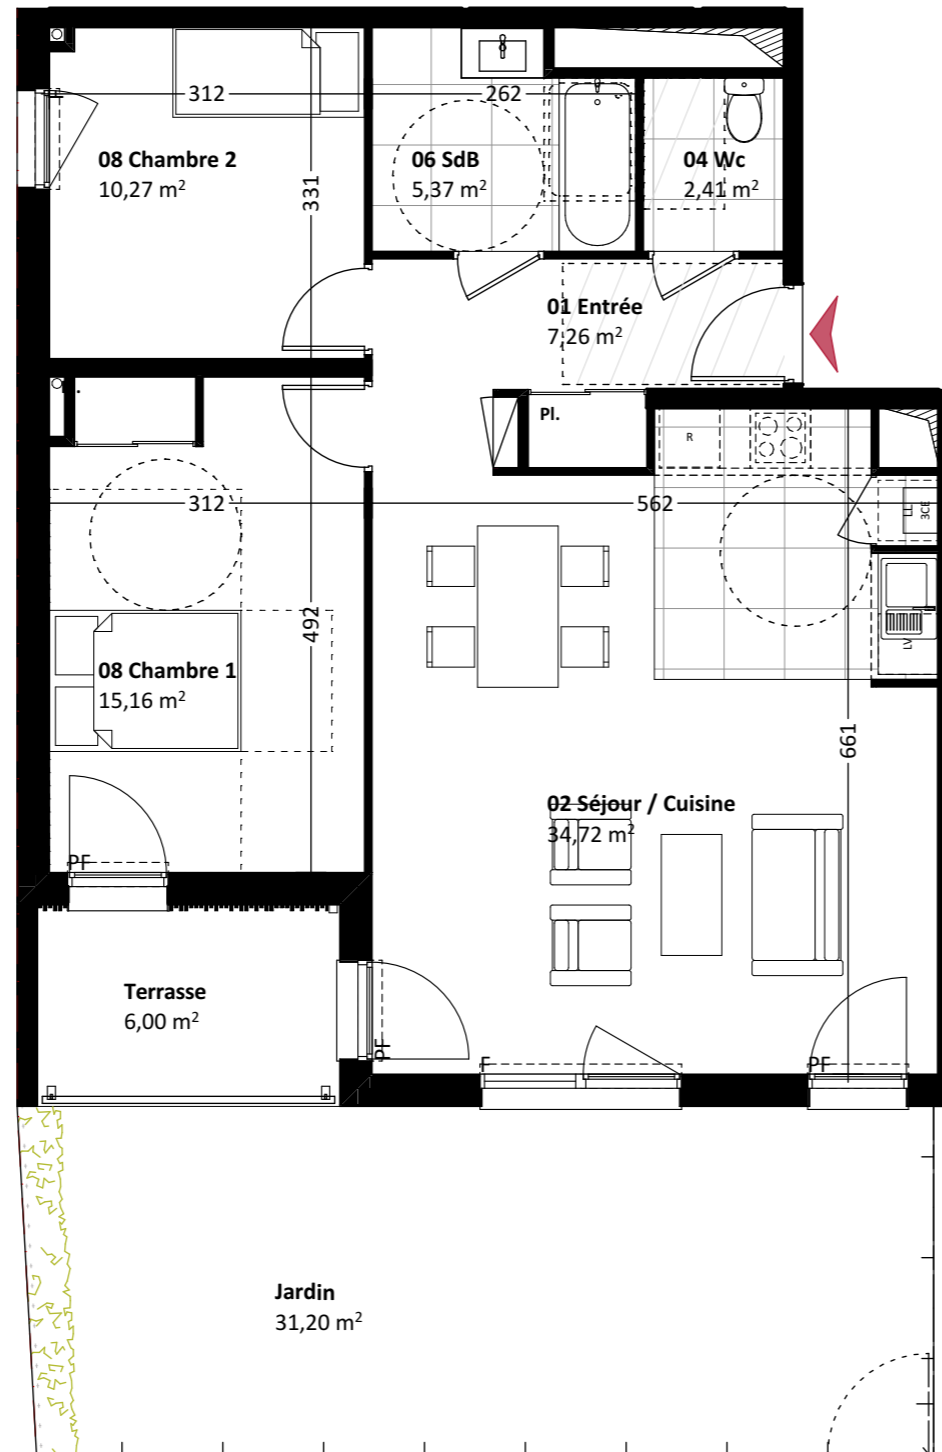 312
262
08 Chambre 2
10,27 m²
331
06 SdB
5,37 m²
04 Wc
2,41 m²
01 Entrée
7,26 m²
Pl.
R
312
562
LL
3CE
492
08 Chambre 1
15,16 m²
LV
661
02 Séjour / Cuisine
34,72 m²
PF
Terrasse
6,00 m²
PF
F
PF
Jardin
31,20 m²